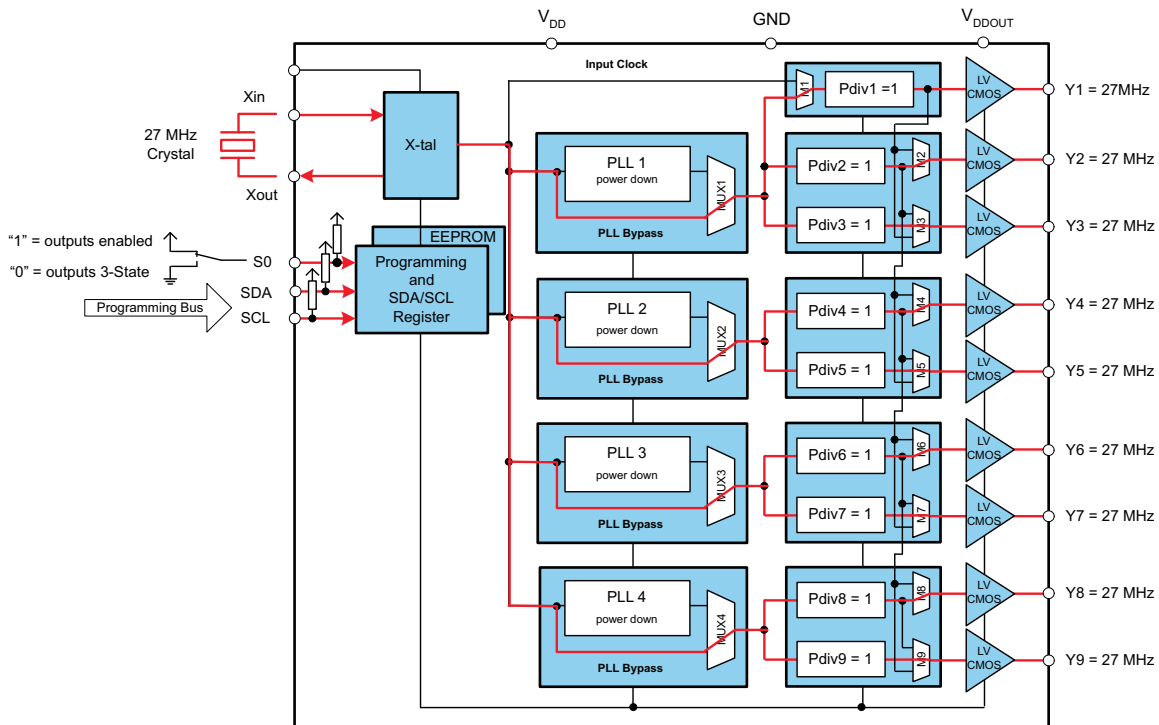 VDD
GND
VDDOUT
Input Clock
Xin
27 MHz
Crystal
Xout
X-tal
"1" = outputs enabled
"0" = outputs 3-State
S0
SDA
SCL
Programming Bus
EEPROM
Programming
and
SDA/SCL
Register
PLL 1
power down
MUX1
PLL Bypass
PLL 2
power down
MUX2
PLL Bypass
PLL 3
power down
MUX3
PLL Bypass
PLL 4
power down
MUX4
PLL Bypass
M1
Pdiv1 =1
LV
CMOS
Y1 = 27MHz
Pdiv2 = 1
M2
LV
CMOS
Y2 = 27 MHz
Pdiv3 = 1
M3
LV
CMOS
Y3 = 27 MHz
Pdiv4 = 1
M4
LV
CMOS
Y4 = 27 MHz
Pdiv5 = 1
M5
LV
CMOS
Y5 = 27 MHz
Pdiv6 = 1
M6
LV
CMOS
Y6 = 27 MHz
Pdiv7 = 1
M7
LV
CMOS
Y7 = 27 MHz
Pdiv8 = 1
M8
LV
CMOS
Y8 = 27 MHz
Pdiv9 = 1
M9
LV
CMOS
Y9 = 27 MHz